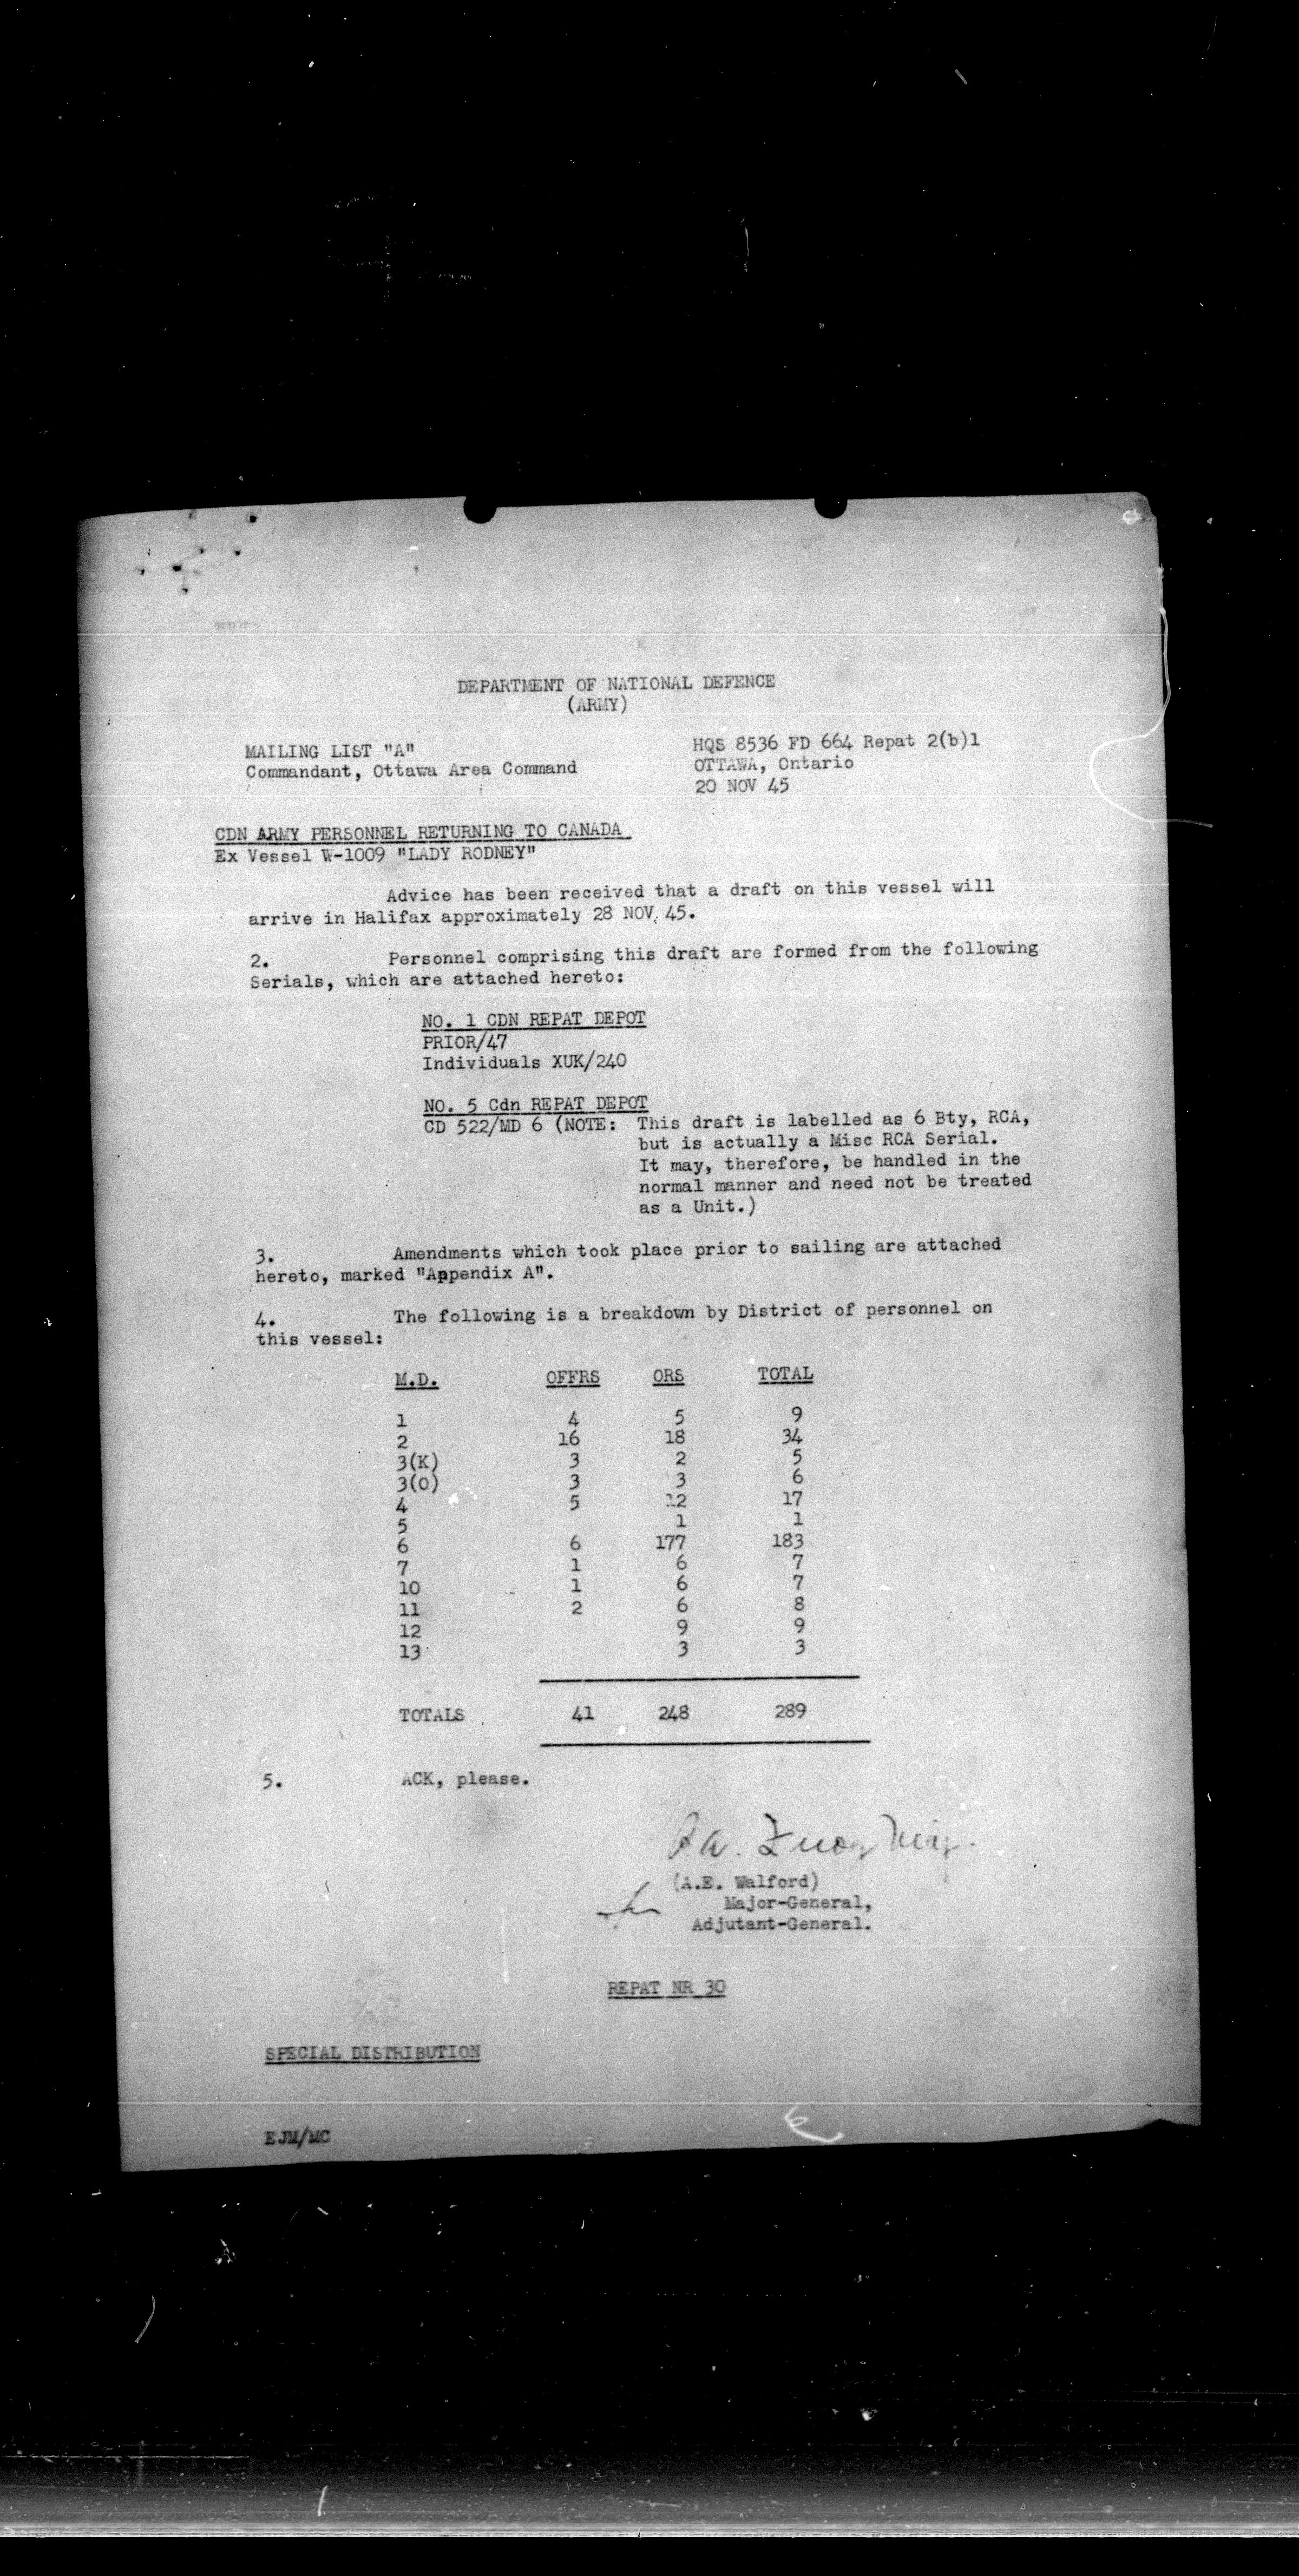 DEPARTMENT OF NATIONAL DEFENCE
(ARMY)
MAILING LIST "A"
Commandant, Ottawa Area Command
HQS 8536 FD 664 Repat 2(b)1
OTTAWA, Ontario
20 NOV 45
CDN ARMY PERSONNEL RETURNING TO CANADA
Ex Vessel W-1009 "LADY RODNEY"
Advice has been received that a draft on this vessel will
arrive in Halifax approximately 28 NOV. 45.
2. Personnel comprising this draft are formed from the following
Serials, which are attached hereto:
NO. 1 CDN REPAT DEPOT
PRIOR/47
Individuals XUK/240
NO. 5 Cdn REPAT DEPOT
CD 522/MD 6 (NOTE: This draft is labelled as 6 Bty, RCA,
but is actually a Misc RCA Serial.
It may, therefore, be handled in the
normal manner and need not be treated
as a Unit.)
3. Amendments which took place prior to sailing are attached
hereto, marked "Appendix A".
4. The following is a breakdown by District of personnel on
this vessel:
M.D. OFFRS ORS TOTAL
1 4 5 9
2 16 18 34
3(K) 3 2 5
3(O) 3 3 6
4 5 12 17
5 1 1
6 6 177 183
7 1 6 7
10 1 6 7
11 2 6 8
12 9 9
13 3 3
TOTALS 41 248 289
5. ACK, please.
(A.E. Walford)
Major-General,
Adjutant-General.
REPAT NR 30
SPECIAL DISTRIBUTION
EJM/MC